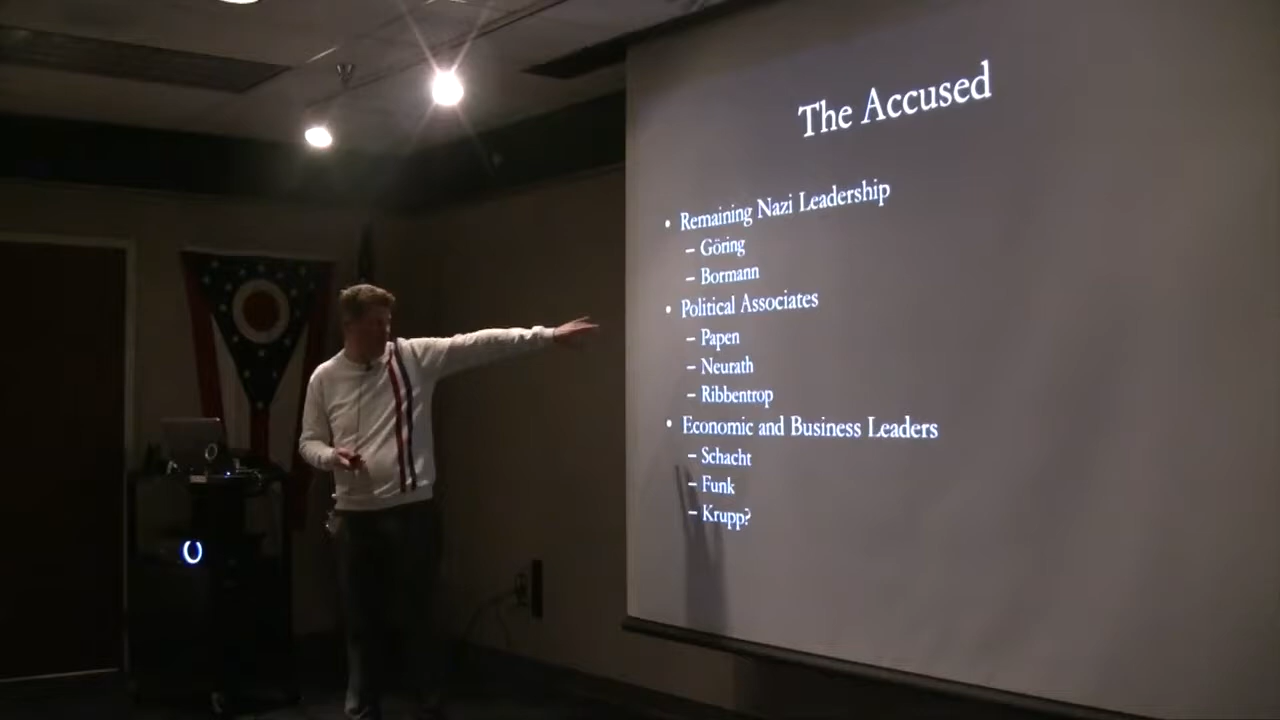 The Accused
• Remaining Nazi Leadership
– Göring
– Bormann
• Political Associates
– Papen
– Neurath
– Ribbentrop
• Economic and Business Leaders
– Schacht
– Funk
– Krupp?